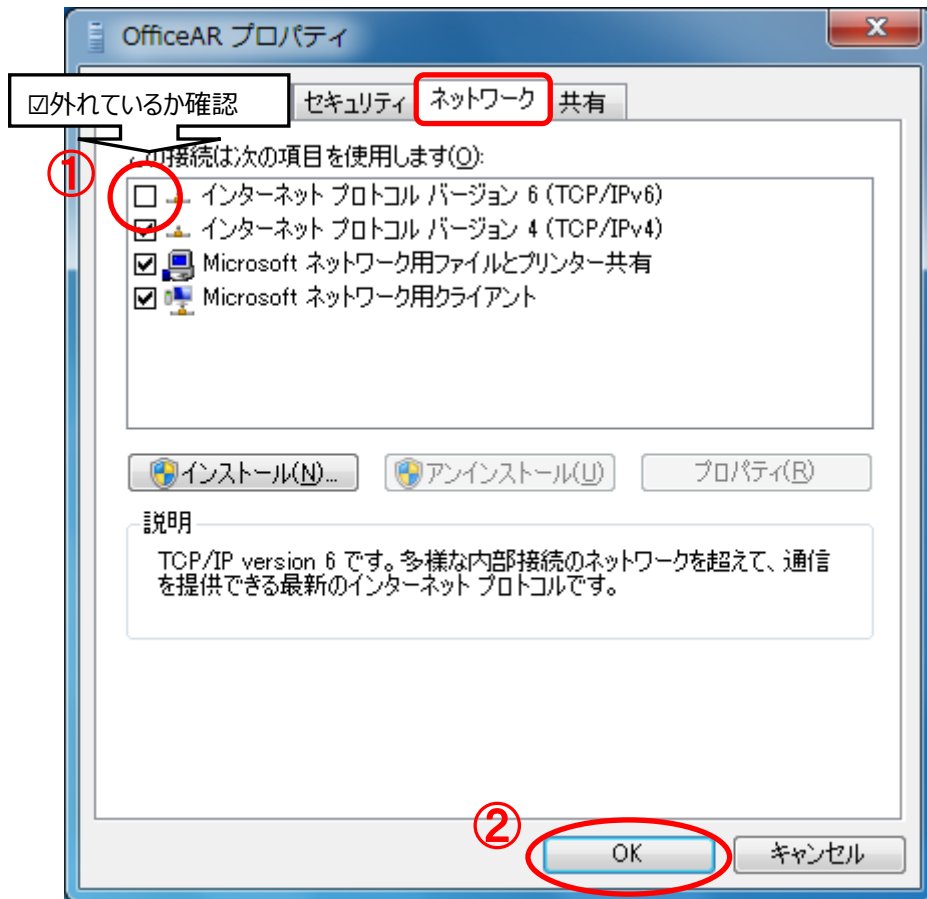 OfficeAR プロパティ
☑外れているか確認
セキュリティ ネットワーク 共有
①
この接続は次の項目を使用します(O):
インターネット プロトコル バージョン 6 (TCP/IPv6)
インターネット プロトコル バージョン 4 (TCP/IPv4)
Microsoft ネットワーク用ファイルとプリンター共有
Microsoft ネットワーク用クライアント
インストール(N)... アンインストール(U) プロパティ(R)
説明
TCP/IP version 6 です。多様な内部接続のネットワークを超えて、通信
を提供できる最新のインターネット プロトコルです。
②
OK キャンセル